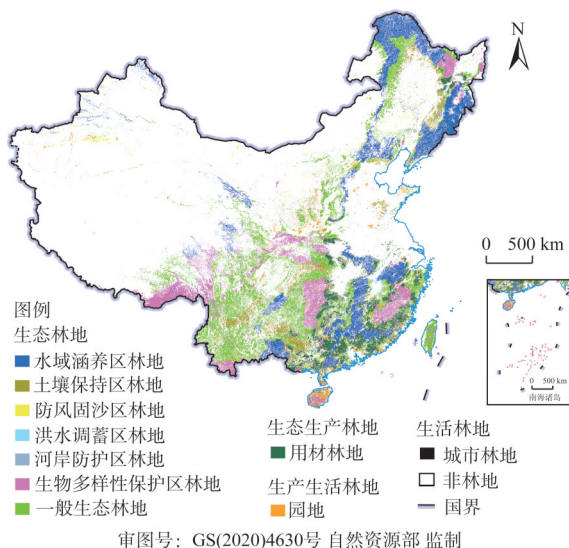 N
0 500 km
0 500 km
南海诸岛
图例
生态林地
水域涵养区林地
土壤保持区林地
防风固沙区林地
洪水调蓄区林地
河岸防护区林地
生物多样性保护区林地
一般生态林地
生态生产林地
用材林地
生产生活林地
园地
生活林地
城市林地
非林地
国界
审图号：GS(2020)4630号 自然资源部 监制